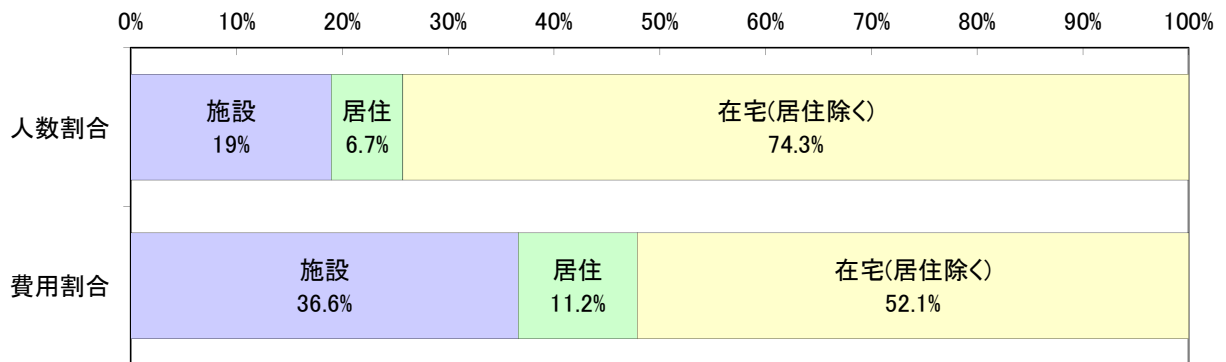 0% 10% 20% 30% 40% 50% 60% 70% 80% 90% 100%
人数割合
施設 居住 在宅(居住除く)
19% 6.7% 74.3%
費用割合
施設 居住 在宅(居住除く)
36.6% 11.2% 52.1%